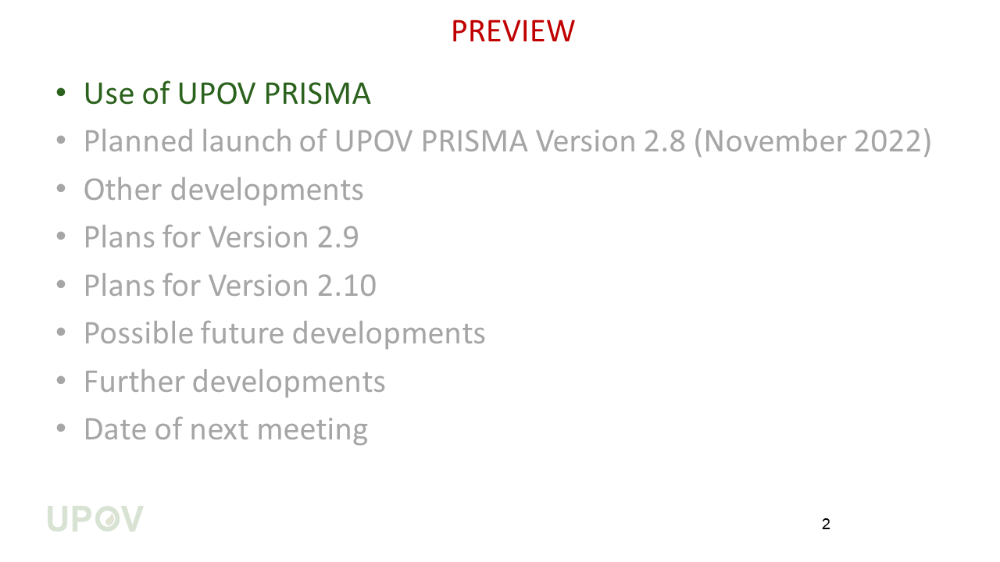 PREVIEW
• Use of UPOV PRISMA
• Planned launch of UPOV PRISMA Version 2.8 (November 2022)
• Other developments
• Plans for Version 2.9
• Plans for Version 2.10
• Possible future developments
• Further developments
• Date of next meeting
UPOV
2